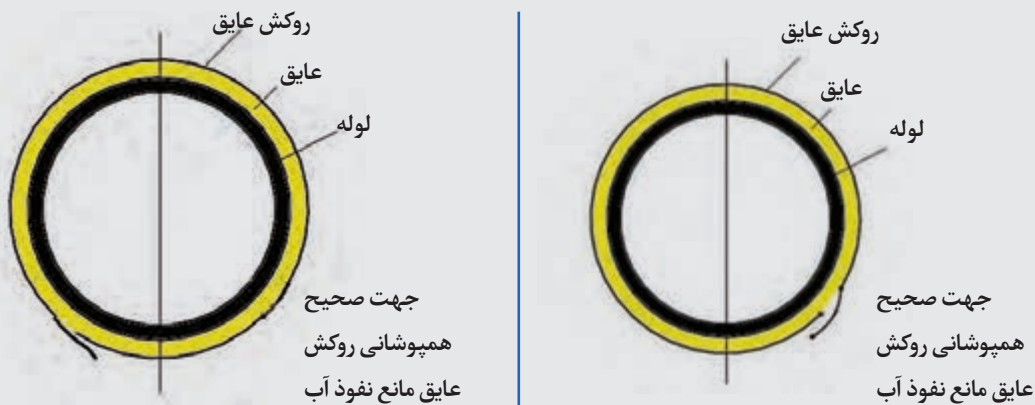 روکش عایق
عایق
لوله
جهت صحیح
همپوشانی روکش
عایق مانع نفوذ آب
روکش عایق
عایق
لوله
جهت صحیح
همپوشانی روکش
عایق مانع نفوذ آب